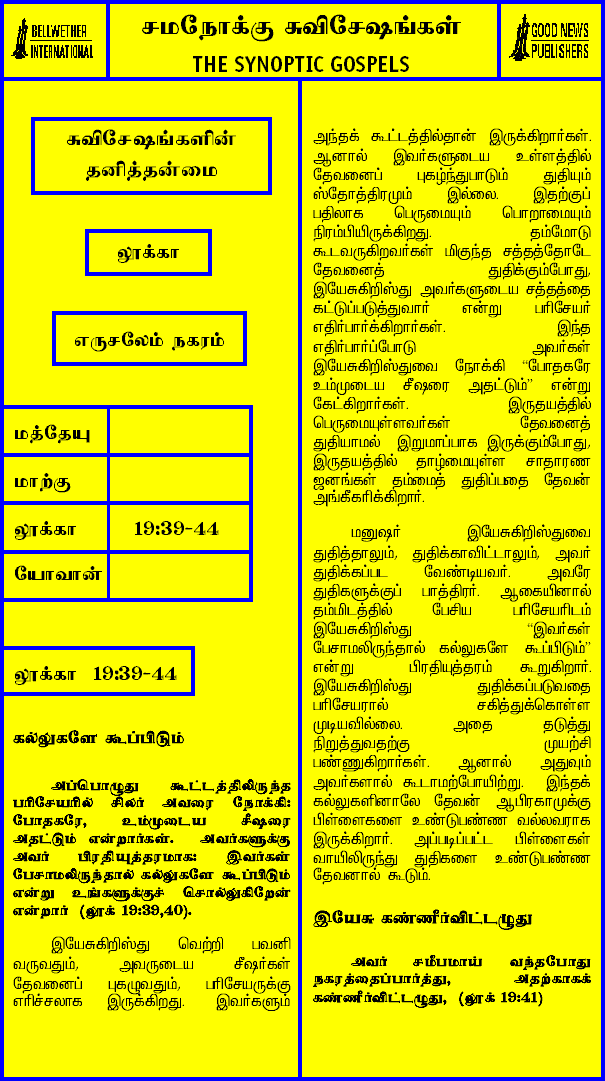 BELLWETHER
INTERNATIONAL
சமநோக்கு சுவிசேஷங்கள்
THE SYNOPTIC GOSPELS
GOOD NEWS
PUBLISHERS
சுவிசேஷங்களின்
தனித்தன்மை
லூக்கா
எருசலேம் நகரம்
மத்தேயு
மாற்கு
லூக்கா 19:39-44
யோவான்
லூக்கா 19:39-44
கல்லுகளே கூப்பிடும்
அப்பொழுது கூட்டத்திலிருந்த
பரிசேயரில் சிலர் அவரை நோக்கி:
போதகரே, உம்முடைய சீஷரை
அதட்டும் என்றார்கள். அவர்களுக்கு
அவர் பிரதியுத்தரமாக: இவர்கள்
பேசாமலிருந்தால் கல்லுகளே கூப்பிடும்
என்று உங்களுக்குச் சொல்லுகிறேன்
என்றார் (லூக் 19:39,40).
இயேசுகிறிஸ்து வெற்றி பவனி
வருவதும், அவருடைய சீஷர்கள்
தேவனைப் புகழுவதும், பரிசேயருக்கு
எரிச்சலாக இருக்கிறது. இவர்களும்
அந்தக் கூட்டத்தில்தான் இருக்கிறார்கள்.
ஆனால் இவர்களுடைய உள்ளத்தில்
தேவனைப் புகழ்ந்துபாடும் துதியும்
ஸ்தோத்திரமும் இல்லை. இதற்குப்
பதிலாக பெருமையும் பொறாமையும்
நிரம்பியிருக்கிறது. தம்மோடு
கூடவருகிறவர்கள் மிகுந்த சத்தத்தோடே
தேவனைத் துதிக்கும்போது,
இயேசுகிறிஸ்து அவர்களுடைய சத்தத்தை
கட்டுப்படுத்துவார் என்று பரிசேயர்
எதிர்பார்க்கிறார்கள். இந்த
எதிர்பார்ப்போடு அவர்கள்
இயேசுகிறிஸ்துவை நோக்கி “போதகரே
உம்முடைய சீஷரை அதட்டும்” என்று
கேட்கிறார்கள். இருதயத்தில்
பெருமையுள்ளவர்கள் தேவனைத்
துதியாமல் இறுமாப்பாக இருக்கும்போது,
இருதயத்தில் தாழ்மையுள்ள சாதாரண
ஜனங்கள் தம்மைத் துதிப்பதை தேவன்
அங்கீகரிக்கிறார்.
மனுஷர் இயேசுகிறிஸ்துவை
துதித்தாலும், துதிக்காவிட்டாலும், அவர்
துதிக்கப்பட வேண்டியவர். அவரே
துதிகளுக்குப் பாத்திரர். ஆகையினால்
தம்மிடத்தில் பேசிய பரிசேயரிடம்
இயேசுகிறிஸ்து “இவர்கள்
பேசாமலிருந்தால் கல்லுகளே கூப்பிடும்”
என்று பிரதியுத்தரம் கூறுகிறார்.
இயேசுகிறிஸ்து துதிக்கப்படுவதை
பரிசேயரால் சகித்துக்கொள்ள
முடியவில்லை. அதை தடுத்து
நிறுத்துவதற்கு முயற்சி
பண்ணுகிறார்கள். ஆனால் அதுவும்
அவர்களால் கூடாமற்போயிற்று. இந்தக்
கல்லுகளினாலே தேவன் ஆபிரகாமுக்கு
பிள்ளைகளை உண்டுபண்ண வல்லவராக
இருக்கிறார். அப்படிப்பட்ட பிள்ளைகள்
வாயிலிருந்து துதிகளை உண்டுபண்ண
தேவனால் கூடும்.
இயேசு கண்ணீர்விட்டழுது
அவர் சமீபமாய் வந்தபோது
நகரத்தைப்பார்த்து, அதற்காகக்
கண்ணீர்விட்டழுது, (லூக் 19:41)